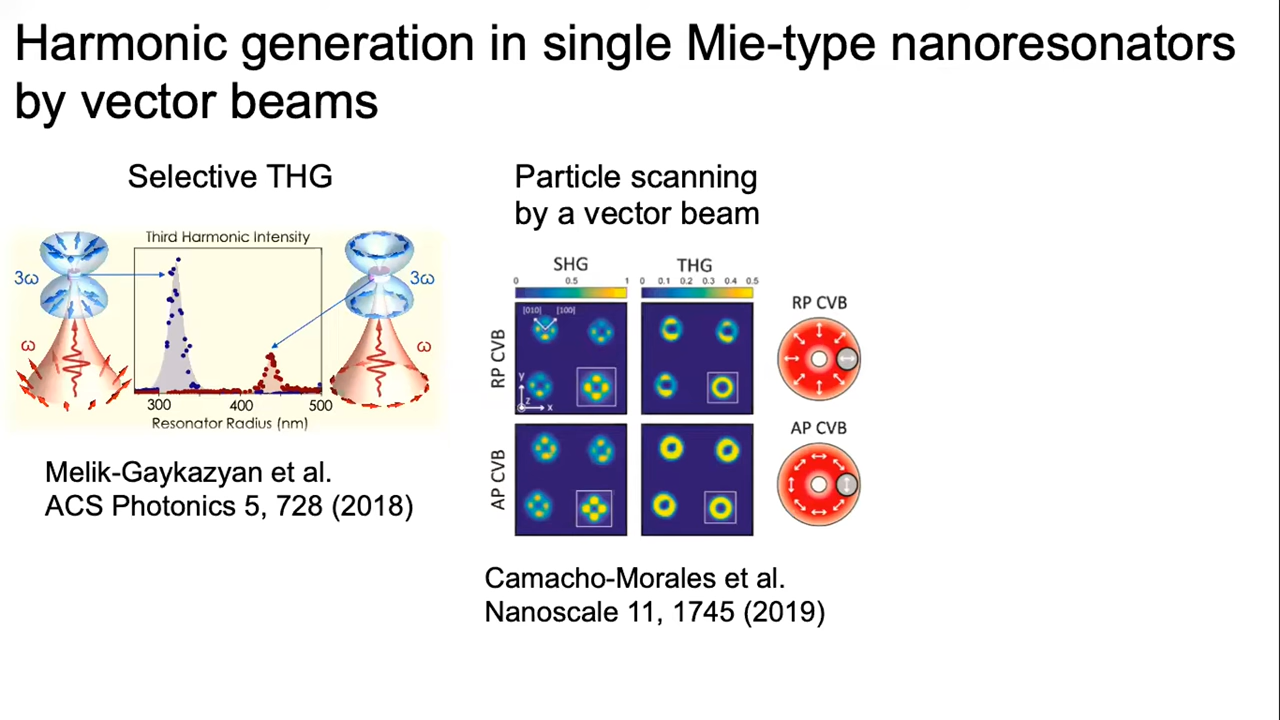 Harmonic generation in single Mie-type nanoresonators
by vector beams
Selective THG
Third Harmonic Intensity
3ω
3ω
ω
ω
300 400 500
Resonator Radius (nm)
Melik-Gaykazyan et al.
ACS Photonics 5, 728 (2018)
Particle scanning
by a vector beam
SHG THG
0 0.5 1 0 0.1 0.2 0.3 0.4 0.5
[010] [100]
RP CVB
y
z x
AP CVB
RP CVB
AP CVB
Camacho-Morales et al.
Nanoscale 11, 1745 (2019)